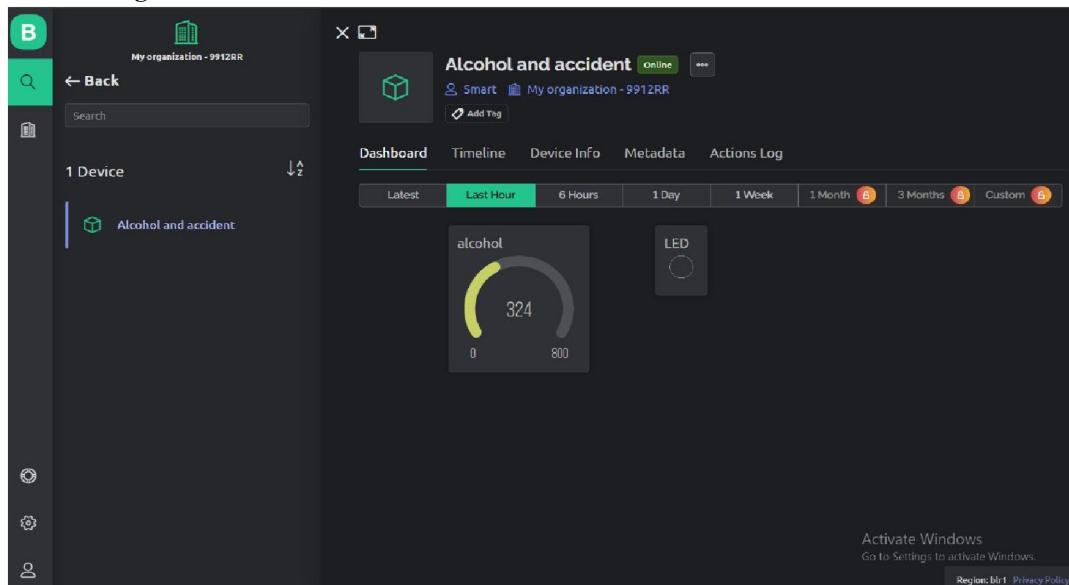 B
My organization - 9912RR
← Back
Search
1 Device
Alcohol and accident
Alcohol and accident Online
Smart My organization - 9912RR
Add Tag
Dashboard Timeline Device Info Metadata Actions Log
Latest Last Hour 6 Hours 1 Day 1 Week 1 Month 3 Months Custom
alcohol
324
0 800
LED
Activate Windows
Go to Settings to activate Windows.
Region: blr1 Privacy Policy